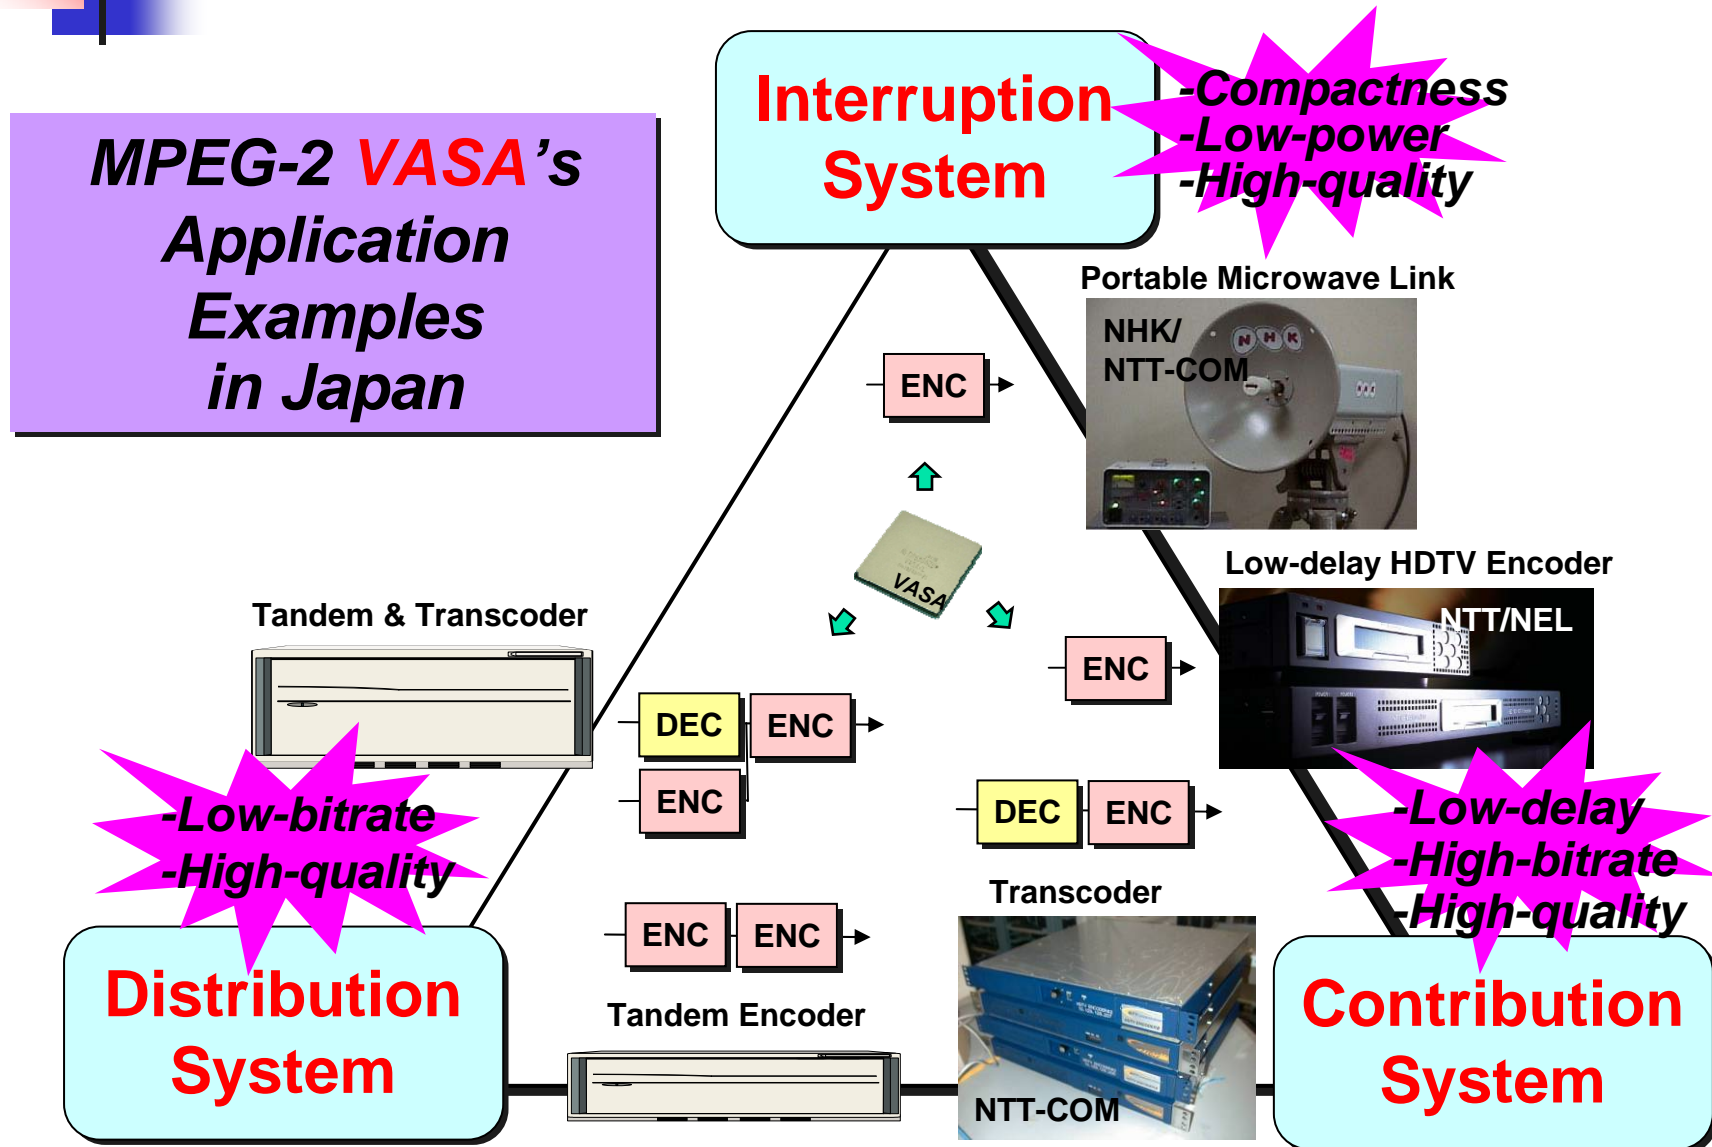 MPEG-2 VASA's
Application
Examples
in Japan
Interruption
System
-Compactness
-Low-power
-High-quality
Portable Microwave Link
NHK/
NTT-COM
NHK
ENC
VASA
Low-delay HDTV Encoder
NTT/NEL
Tandem & Transcoder
ENC
DEC ENC
ENC
DEC ENC
-Low-bitrate
-High-quality
-Low-delay
-High-bitrate
-High-quality
Transcoder
ENC ENC
Tandem Encoder
NTT-COM
Distribution
System
Contribution
System